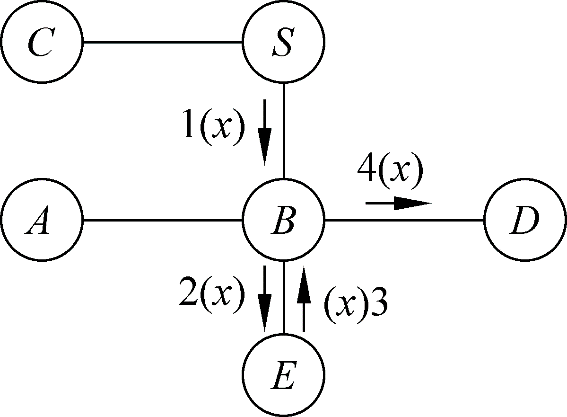 C S
1(x)
4(x)
A B D
2(x) (x)3
E